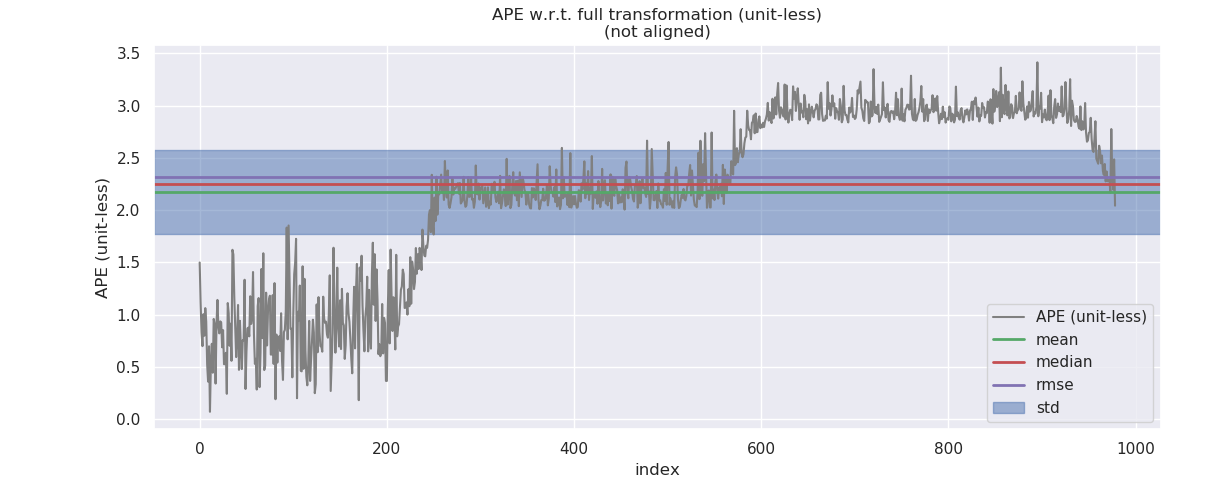 APE w.r.t. full transformation (unit-less)
(not aligned)
APE (unit-less)
3.5
3.0
2.5
2.0
1.5
1.0
0.5
0.0
0
200
400
600
800
1000
index
APE (unit-less)
mean
median
rmse
std